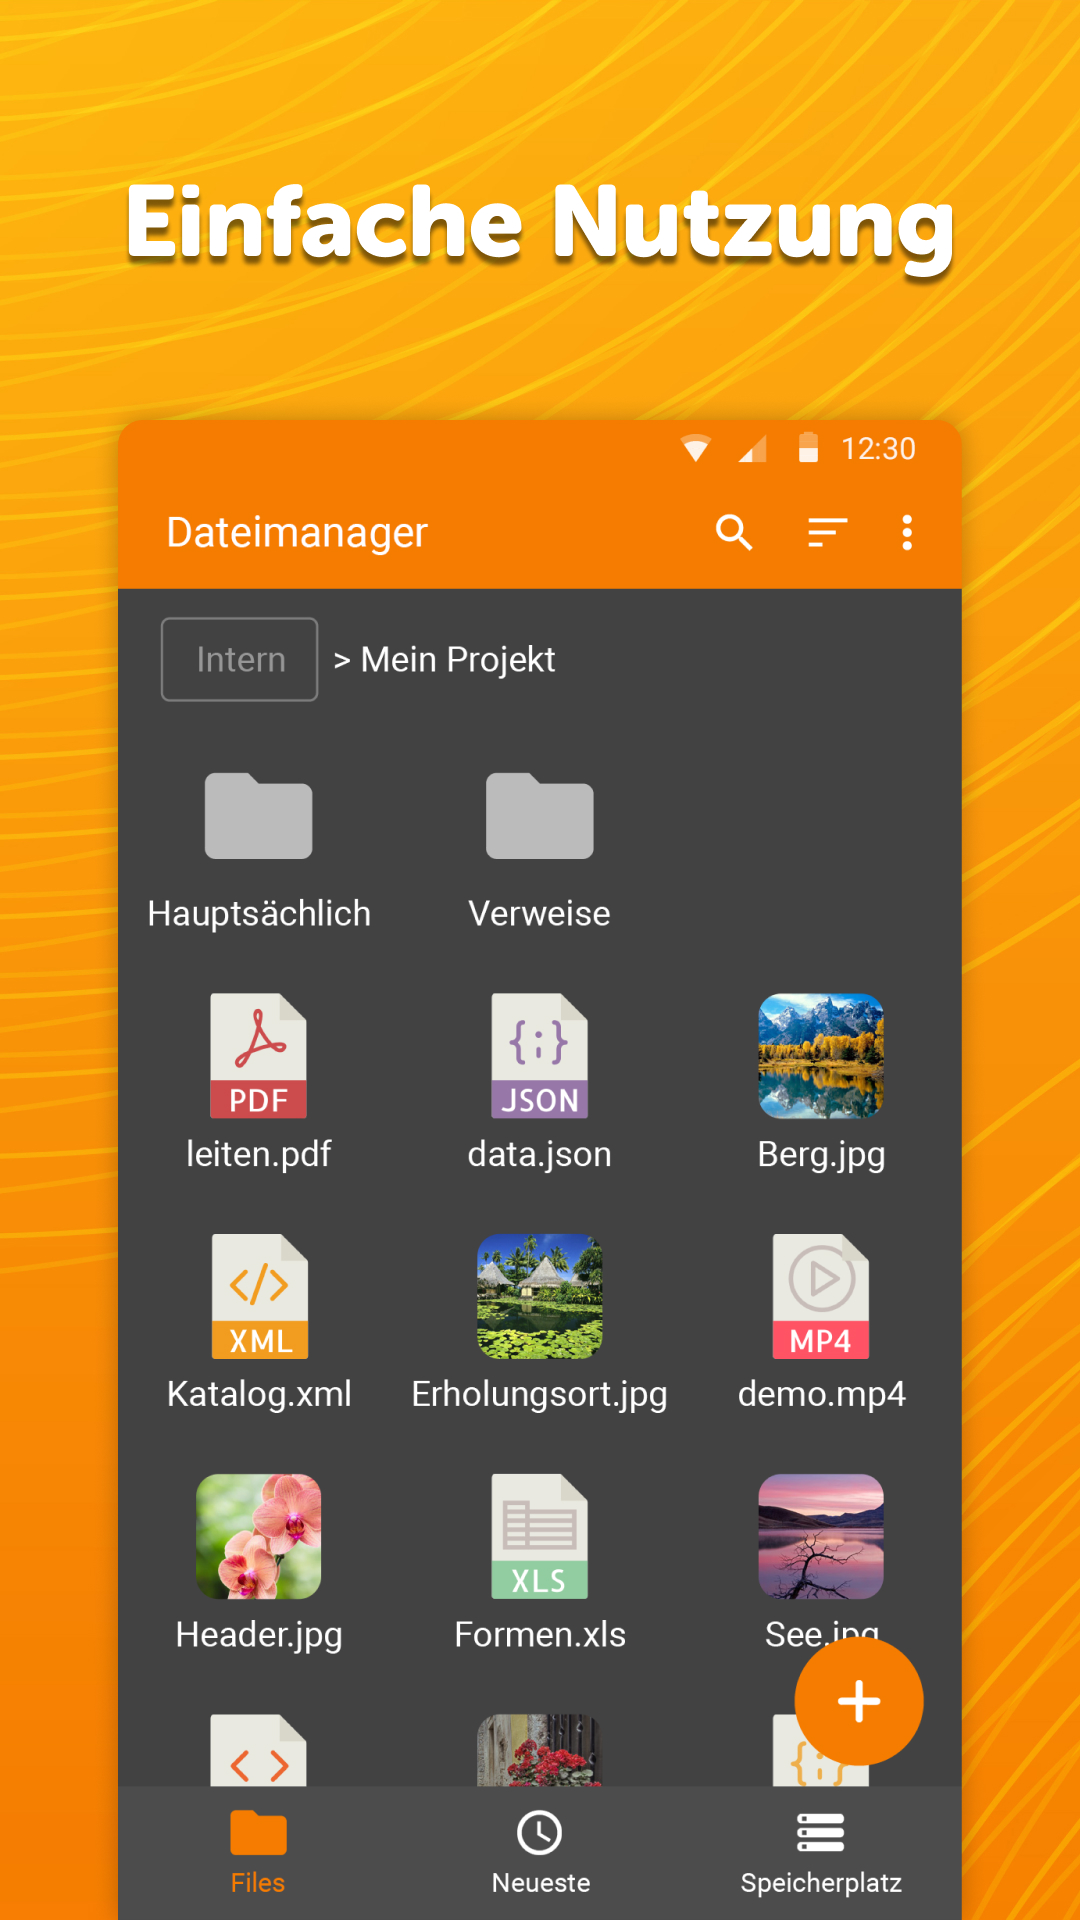 Einfache Nutzung
12:30
Dateimanager
Intern > Mein Projekt
Hauptsächlich Verweise
PDF JSON
leiten.pdf data.json Berg.jpg
XML MP4
Katalog.xml Erholungsort.jpg demo.mp4
XLS
Header.jpg Formen.xls See.jpg
Files Neueste Speicherplatz